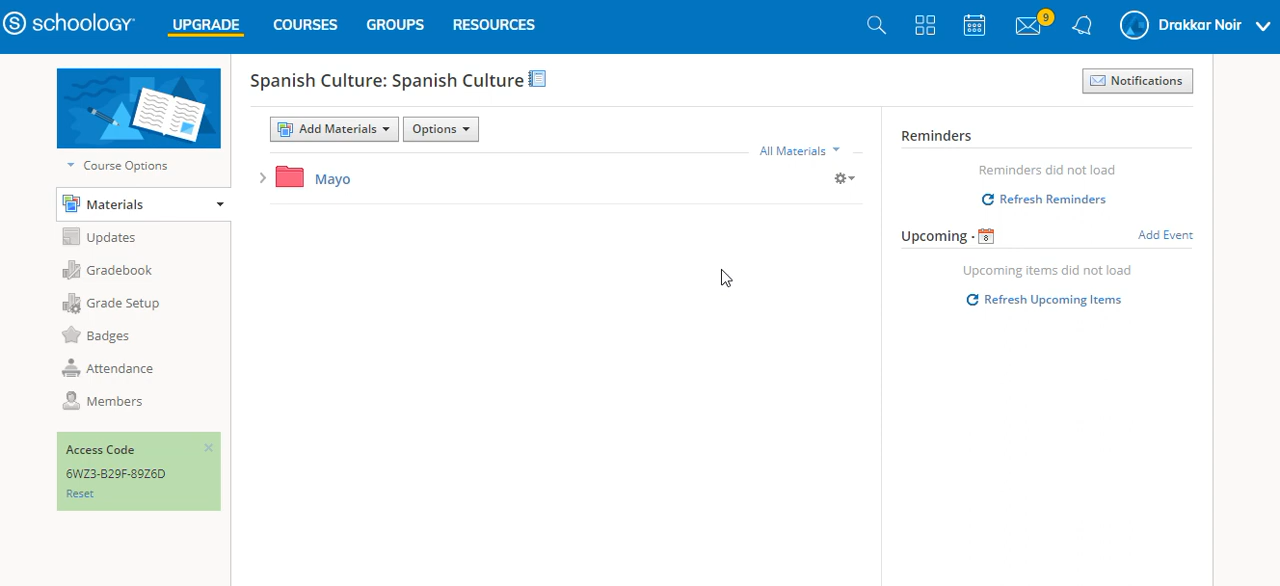 S schoology UPGRADE COURSES GROUPS RESOURCES 9 Drakkar Noir
Spanish Culture: Spanish Culture Notifications
Course Options
Materials
Updates
Gradebook
Grade Setup
Badges
Attendance
Members
Access Code
6WZ3-B29F-89Z6D
Reset
Add Materials Options
All Materials
Mayo
Reminders
Reminders did not load
Refresh Reminders
Upcoming · 8 Add Event
Upcoming items did not load
Refresh Upcoming Items